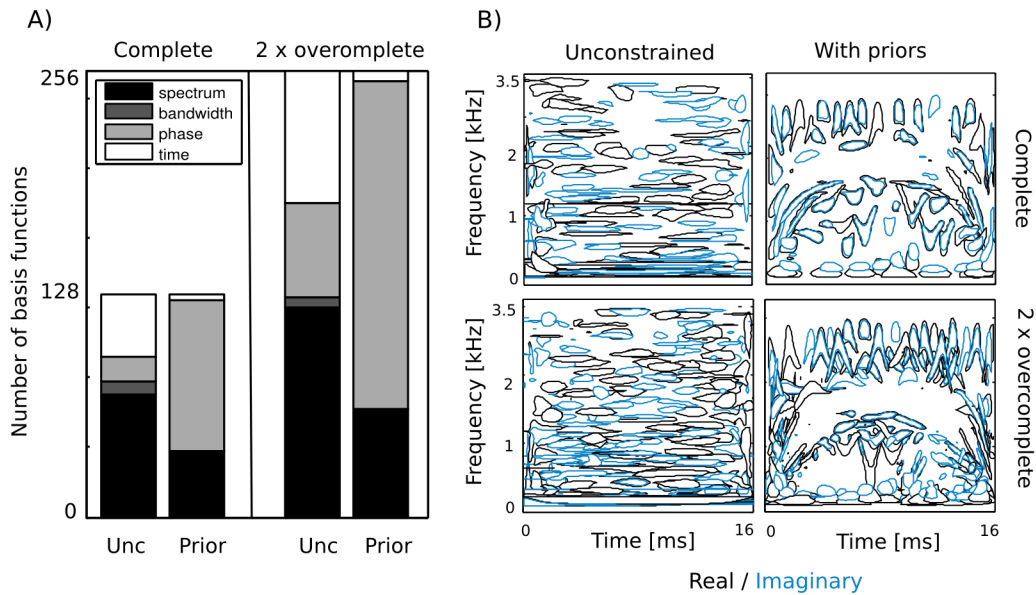 A)
Complete
2 x overomplete
256
128
0
Number of basis functions
spectrum
bandwidth
phase
time
Unc
Prior
Unc
Prior
B)
Unconstrained
With priors
3.5
2
1
0
Frequency [kHz]
Complete
3.5
2
1
0
Frequency [kHz]
2 x overcomplete
0
16
Time [ms]
0
16
Time [ms]
Real / Imaginary